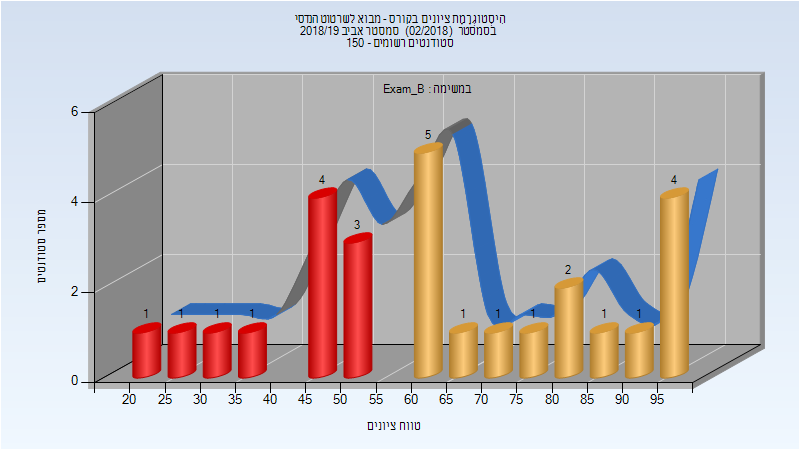 הִיסטוֹגְרָמַת ציונים בקורס - מבוא לשרטוט הנדסי
בסמסטר (02/2018) סמסטר אביב 2018/19
סטודנטים רשומים - 150
במשימה : Exam_B
מספר סטודנטים
6
4
2
0
1 1 1 1 4 3 5 1 1 1 2 1 1 4
20 25 30 35 40 45 50 55 60 65 70 75 80 85 90 95
טווח ציונים